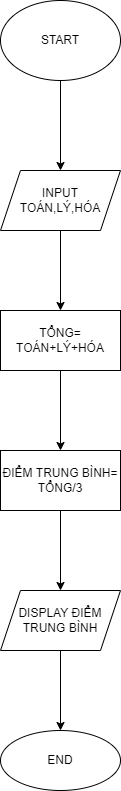 START
INPUT
TOÁN,LÝ,HÓA
TỔNG=
TOÁN+LÝ+HÓA
ĐIỂM TRUNG BÌNH=
TỔNG/3
DISPLAY ĐIỂM
TRUNG BÌNH
END